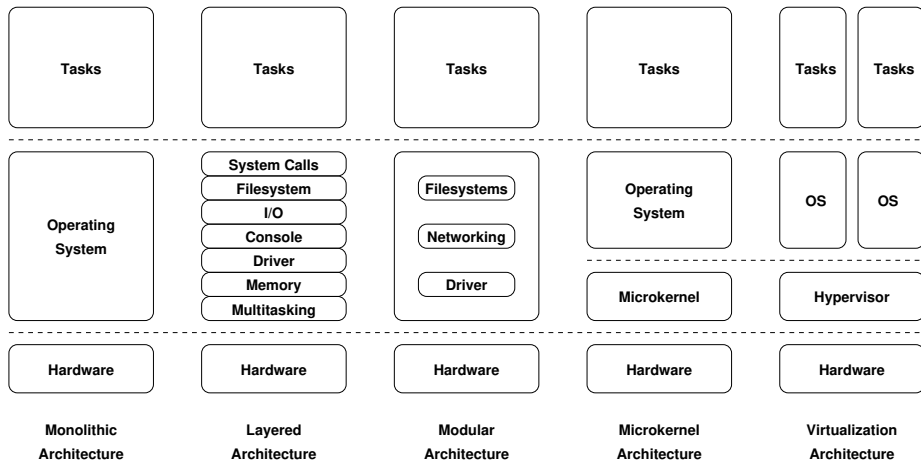 Tasks
Tasks
Tasks
Tasks
Tasks
Tasks
Operating
System
System Calls
Filesystem
I/O
Console
Driver
Memory
Multitasking
Filesystems
Networking
Driver
Operating
System
Microkernel
OS
OS
Hypervisor
Hardware
Hardware
Hardware
Hardware
Hardware
Monolithic
Architecture
Layered
Architecture
Modular
Architecture
Microkernel
Architecture
Virtualization
Architecture